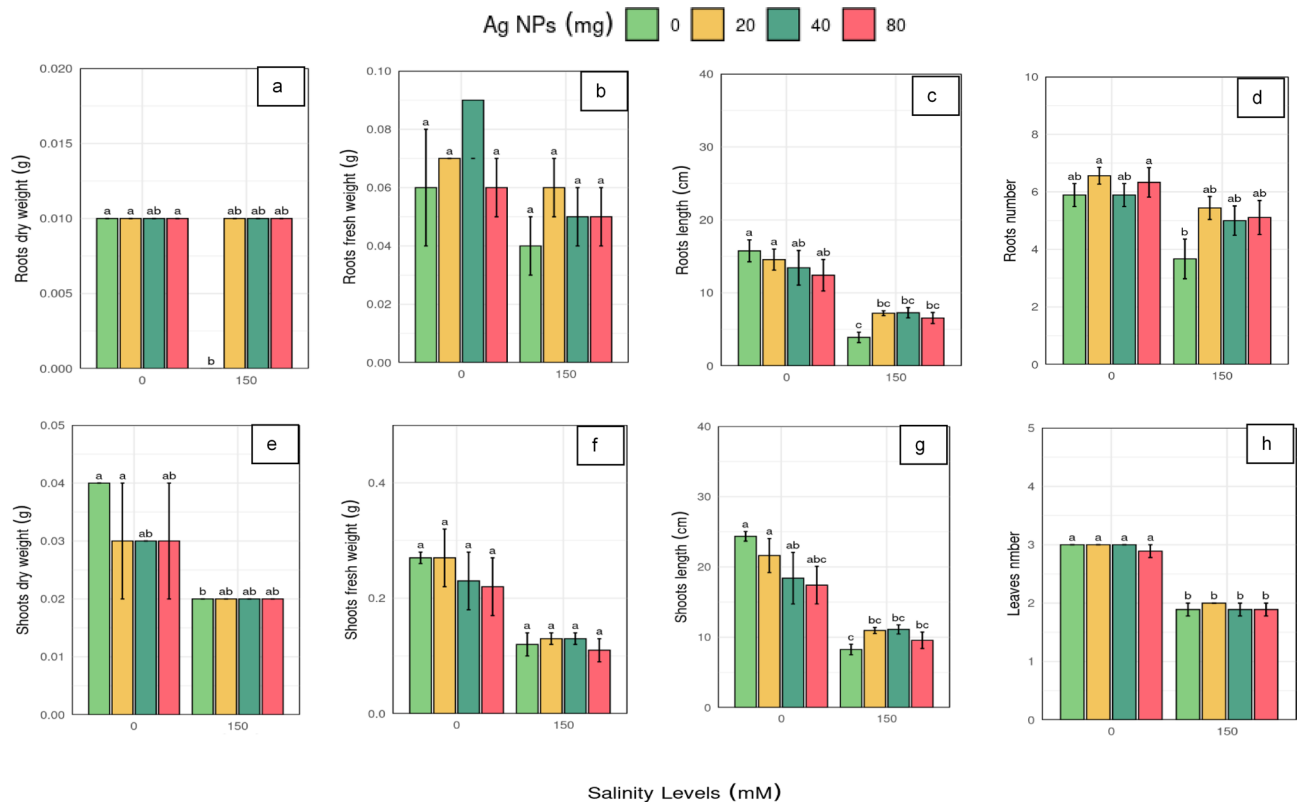 Ag NPs (mg) 0 20 40 80
a
Roots dry weight (g)
0.020
0.015
0.010
0.005
0.000
a a ab a b ab ab ab
0 150
b
Roots fresh weight (g)
0.10
0.08
0.06
0.04
0.02
0.00
a a a a a a a
0 150
c
Roots length (cm)
40
30
20
10
0
a a ab ab c bc bc bc
0 150
d
Roots number
10
8
6
4
2
0
ab a ab a b ab ab ab
0 150
e
Shoots dry weight (g)
0.05
0.04
0.03
0.02
0.01
0.00
a a ab ab b ab ab ab
0 150
f
Shoots fresh weight (g)
0.4
0.2
0.0
a a a a a a a a
0 150
g
Shoots length (cm)
40
30
20
10
0
a a ab abc c bc bc bc
0 150
h
Leaves nmber
5
4
3
2
1
0
a a a a b b b b
0 150
Salinity Levels (mM)